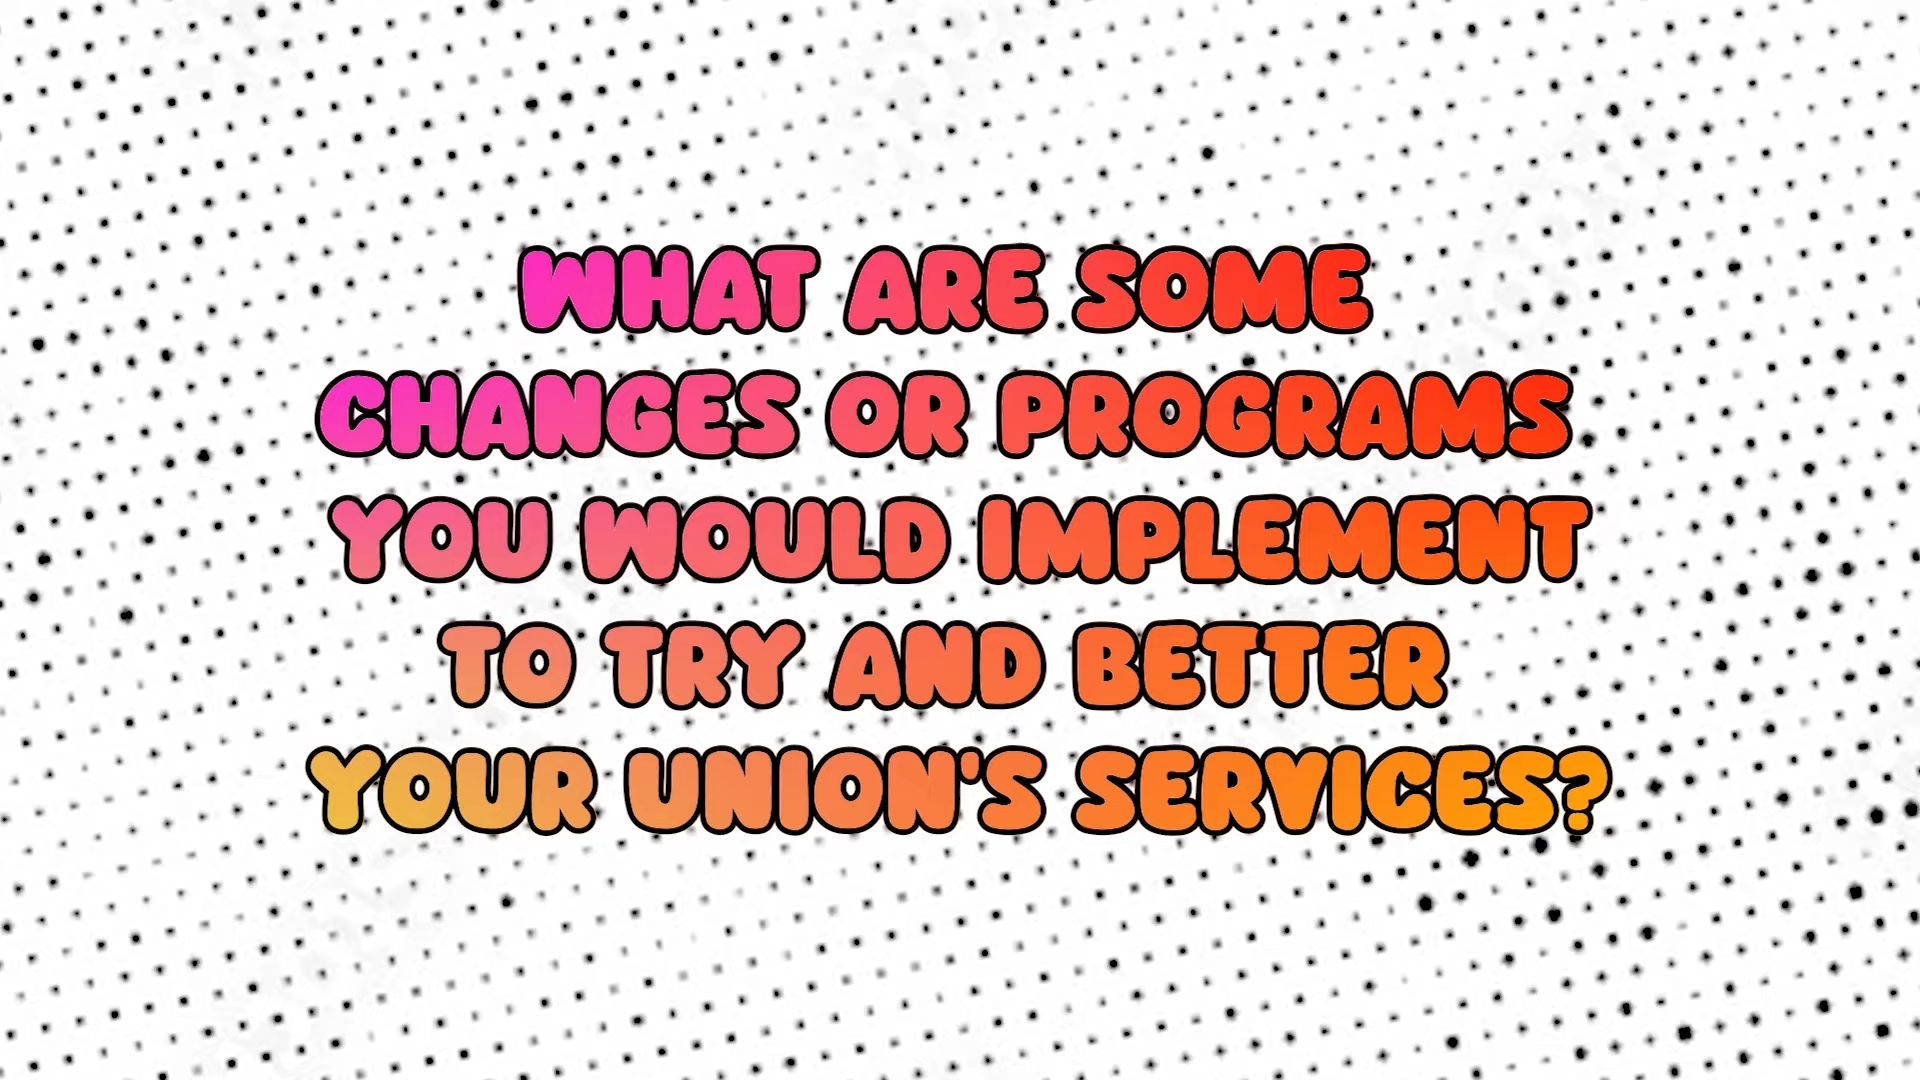 WHAT ARE SOME
CHANGES OR PROGRAMS
YOU WOULD IMPLEMENT
TO TRY AND BETTER
YOUR UNION'S SERVICES?